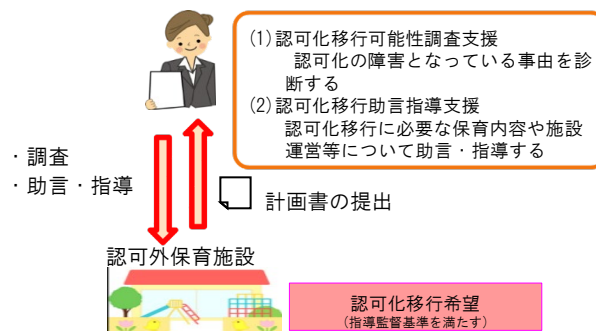 (1)認可化移行可能性調査支援
認可化の障害となっている事由を診
断する
(2)認可化移行助言指導支援
認可化移行に必要な保育内容や施設
運営等について助言・指導する
・調査
・助言・指導
計画書の提出
認可外保育施設
認可化移行希望
(指導監督基準を満たす)